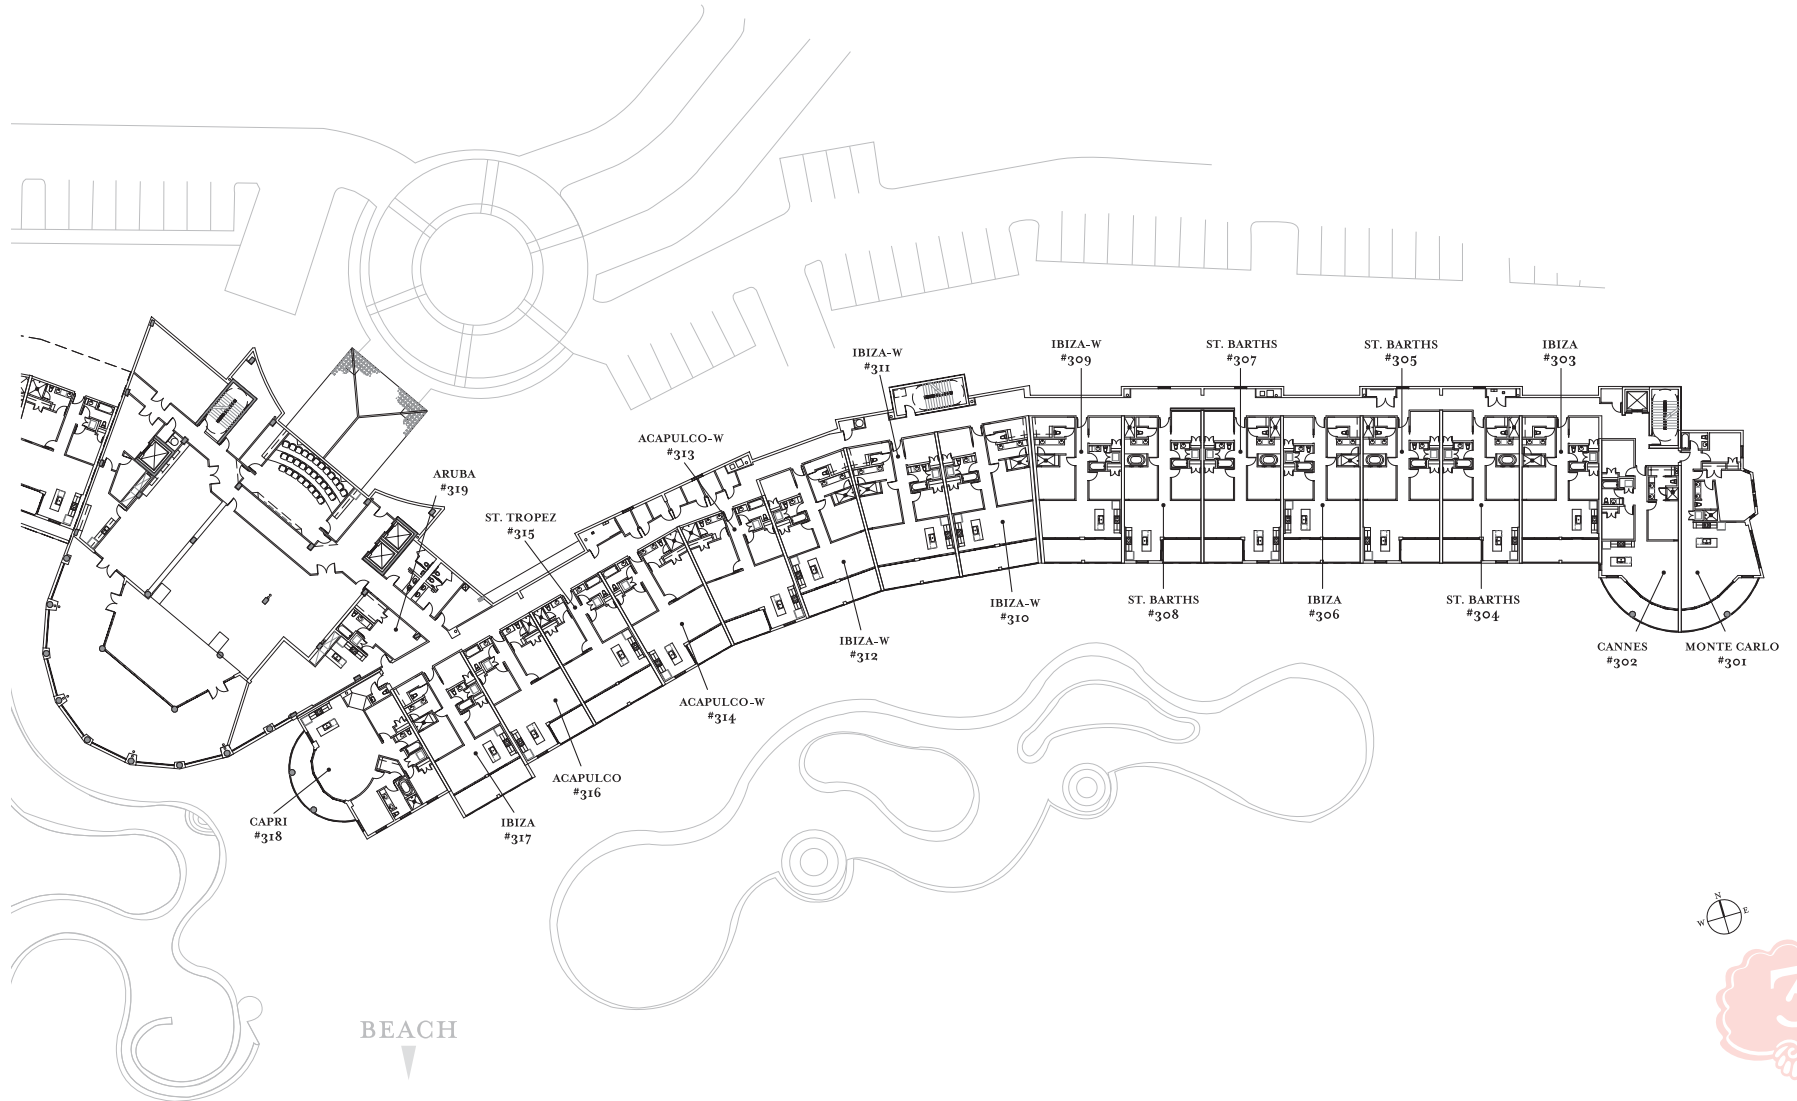 IBIZA-W
#309
ST. BARTHS
#307
ST. BARTHS
#305
IBIZA
#303
IBIZA-W
#311
ACAPULCO-W
#313
ARUBA
#319
ST. TROPEZ
#315
ST. BARTHS
#308
IBIZA
#306
ST. BARTHS
#304
IBIZA-W
#310
IBIZA-W
#312
CANNES
#302
MONTE CARLO
#301
ACAPULCO-W
#314
ACAPULCO
#316
CAPRI
#318
IBIZA
#317
N
W E
BEACH
3